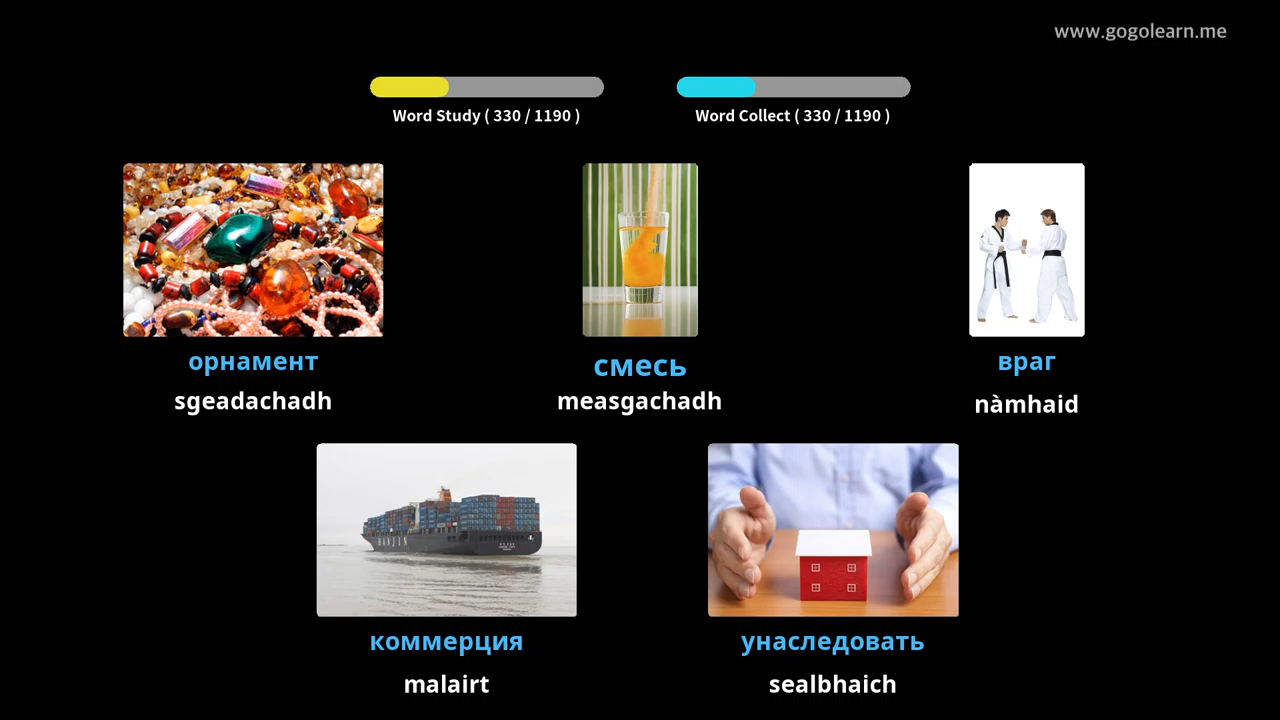 www.gogolearn.me
Word Study ( 330 / 1190 )
Word Collect ( 330 / 1190 )
орнамент
sgeadachadh
смесь
measgachadh
враг
nàmhaid
HANJIN
коммерция
malairt
унаследовать
sealbhaich